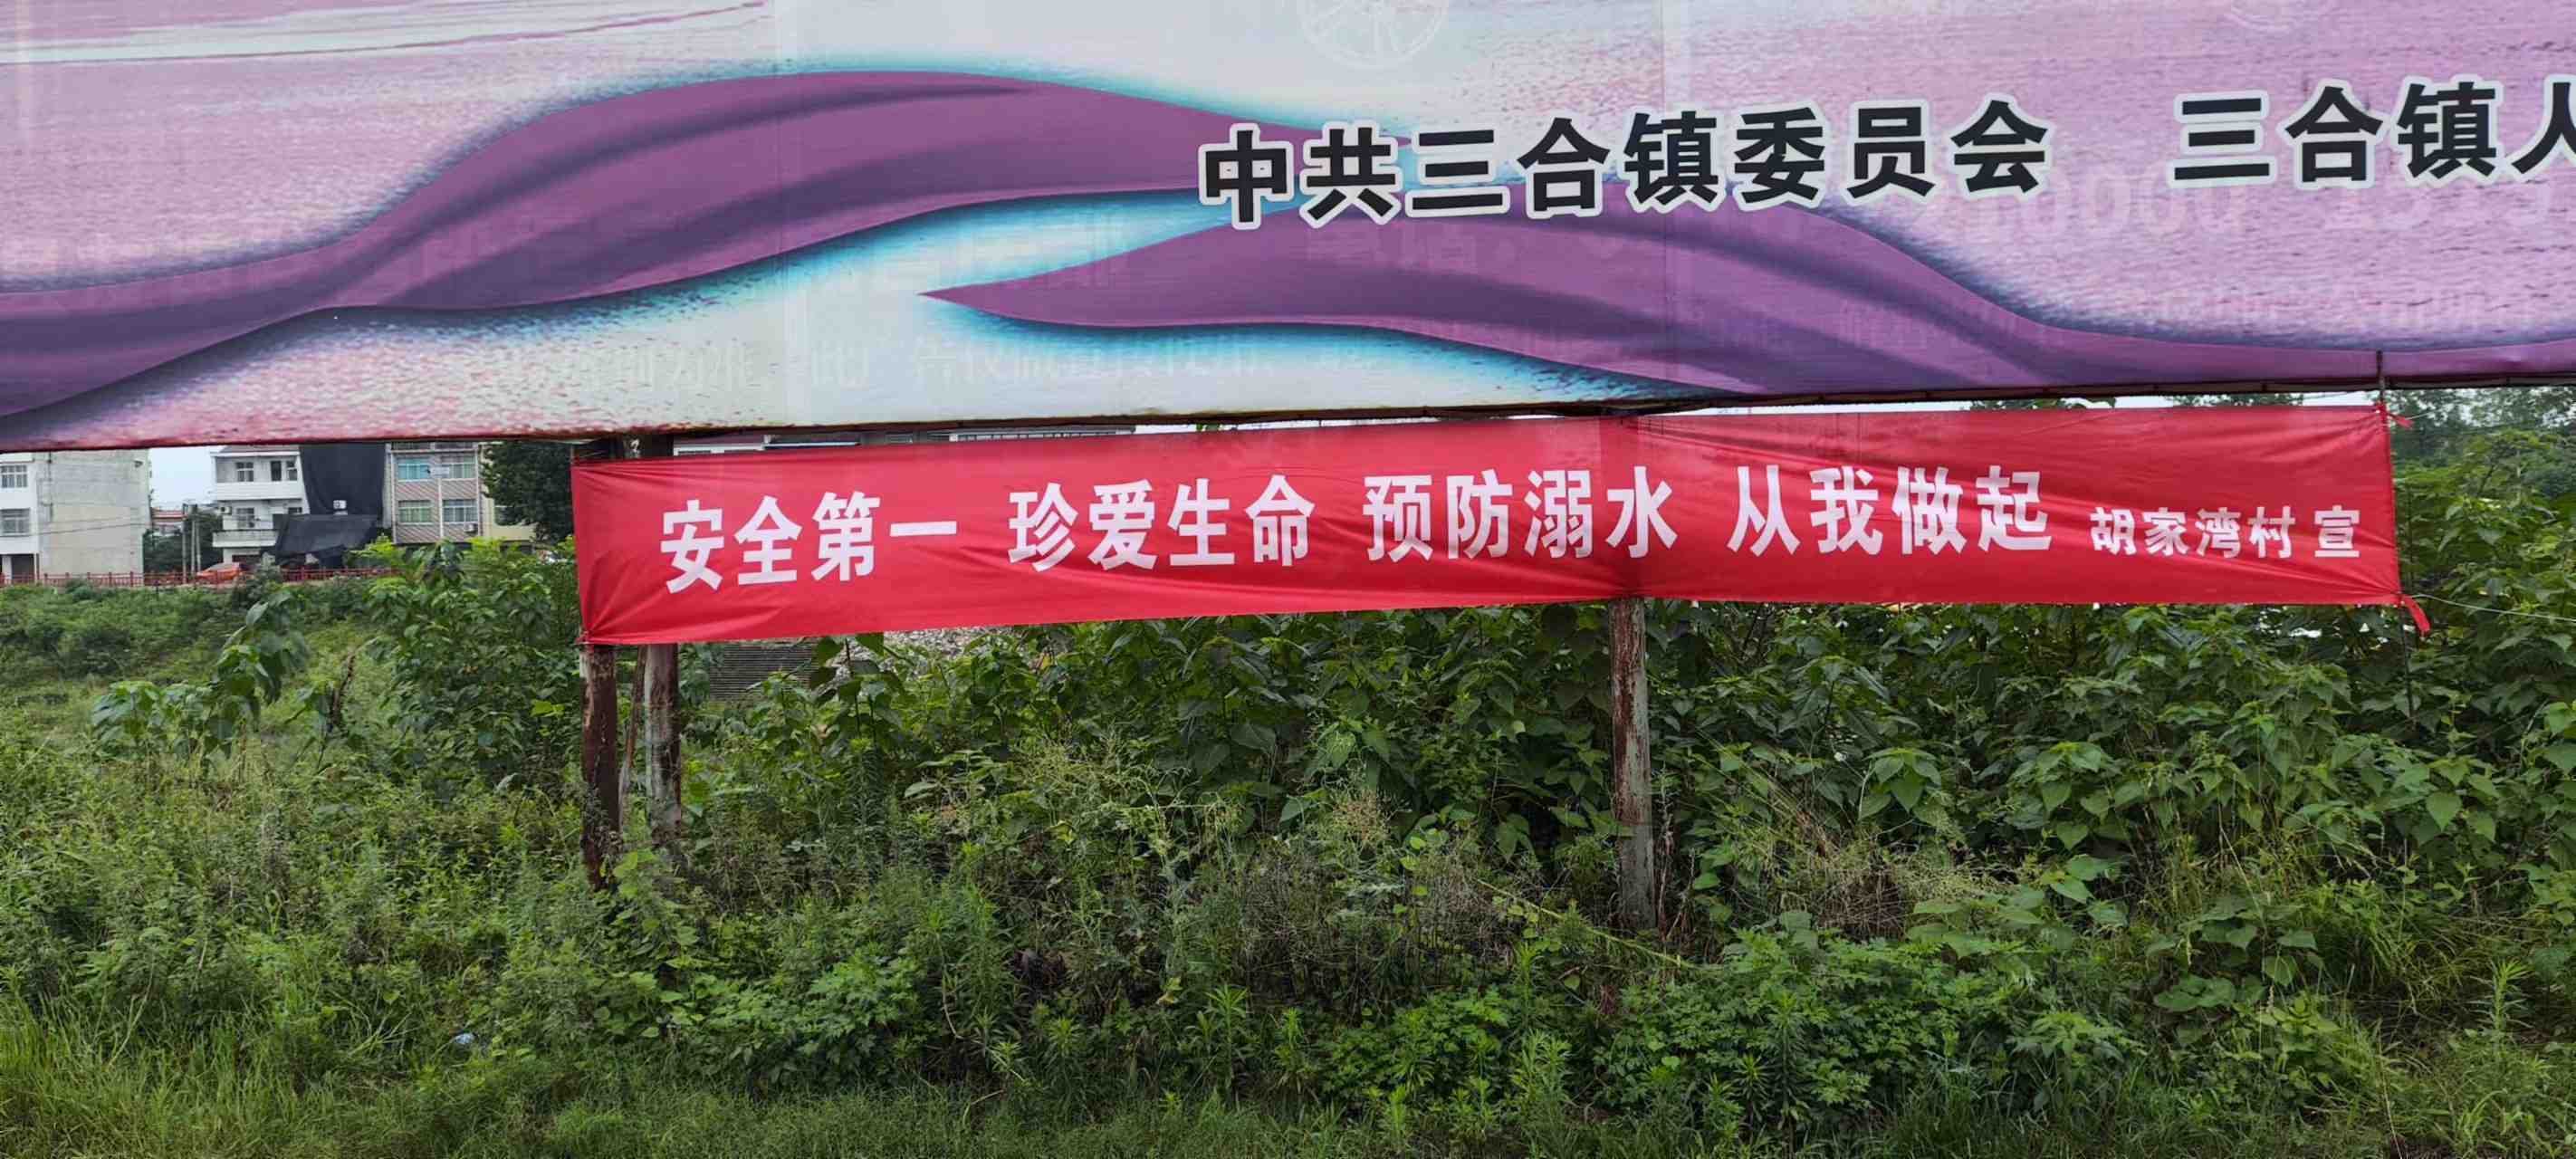 中共三合镇委员会 三合镇人
安全第一 珍爱生命 预防溺水 从我做起 胡家湾村 宣